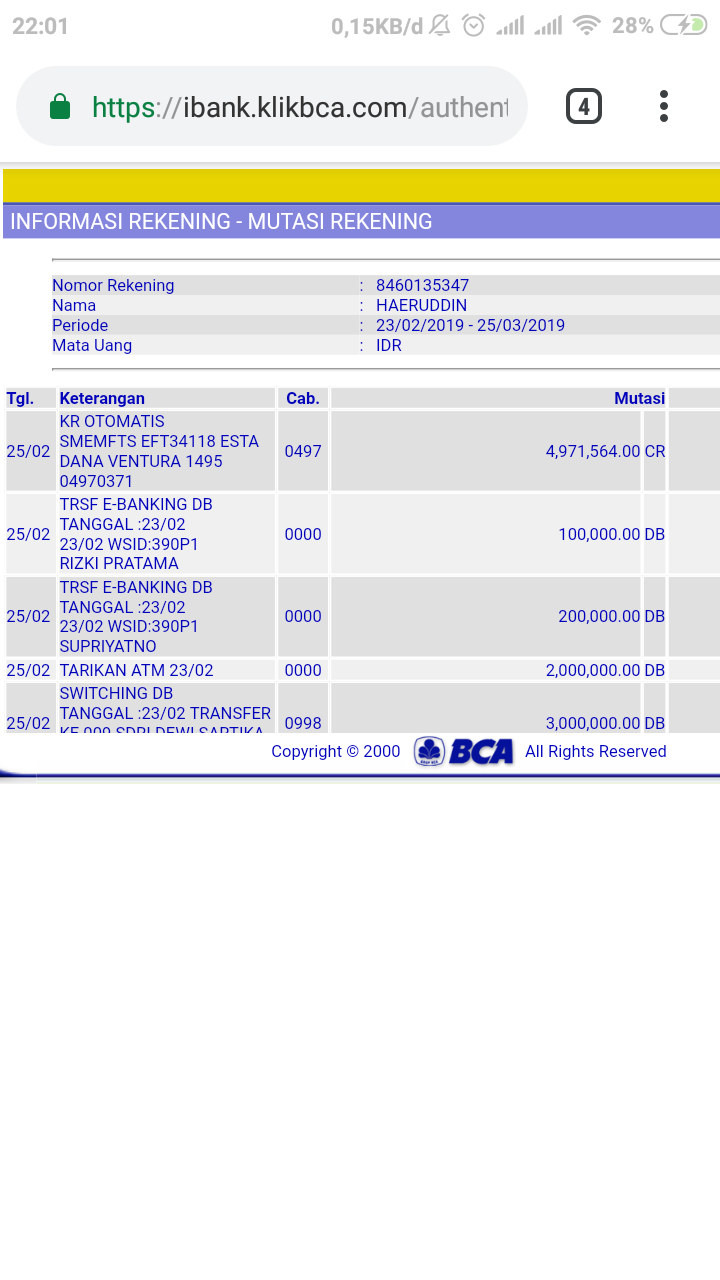 22:01 0,15KB/d 28%
https://ibank.klikbca.com/authent 4
INFORMASI REKENING - MUTASI REKENING
Nomor Rekening : 8460135347
Nama : HAERUDDIN
Periode : 23/02/2019 - 25/03/2019
Mata Uang : IDR
Tgl. Keterangan Cab. Mutasi
KR OTOMATIS
SMEMFTS EFT34118 ESTA
25/02 DANA VENTURA 1495 0497 4,971,564.00 CR
04970371
TRSF E-BANKING DB
TANGGAL :23/02
25/02 23/02 WSID:390P1 0000 100,000.00 DB
RIZKI PRATAMA
TRSF E-BANKING DB
TANGGAL :23/02
25/02 23/02 WSID:390P1 0000 200,000.00 DB
SUPRIYATNO
25/02 TARIKAN ATM 23/02 0000 2,000,000.00 DB
SWITCHING DB
TANGGAL :23/02 TRANSFER
25/02 KE 009 SDRI DEWI SARTIKA 0998 3,000,000.00 DB
Copyright © 2000 BCA All Rights Reserved